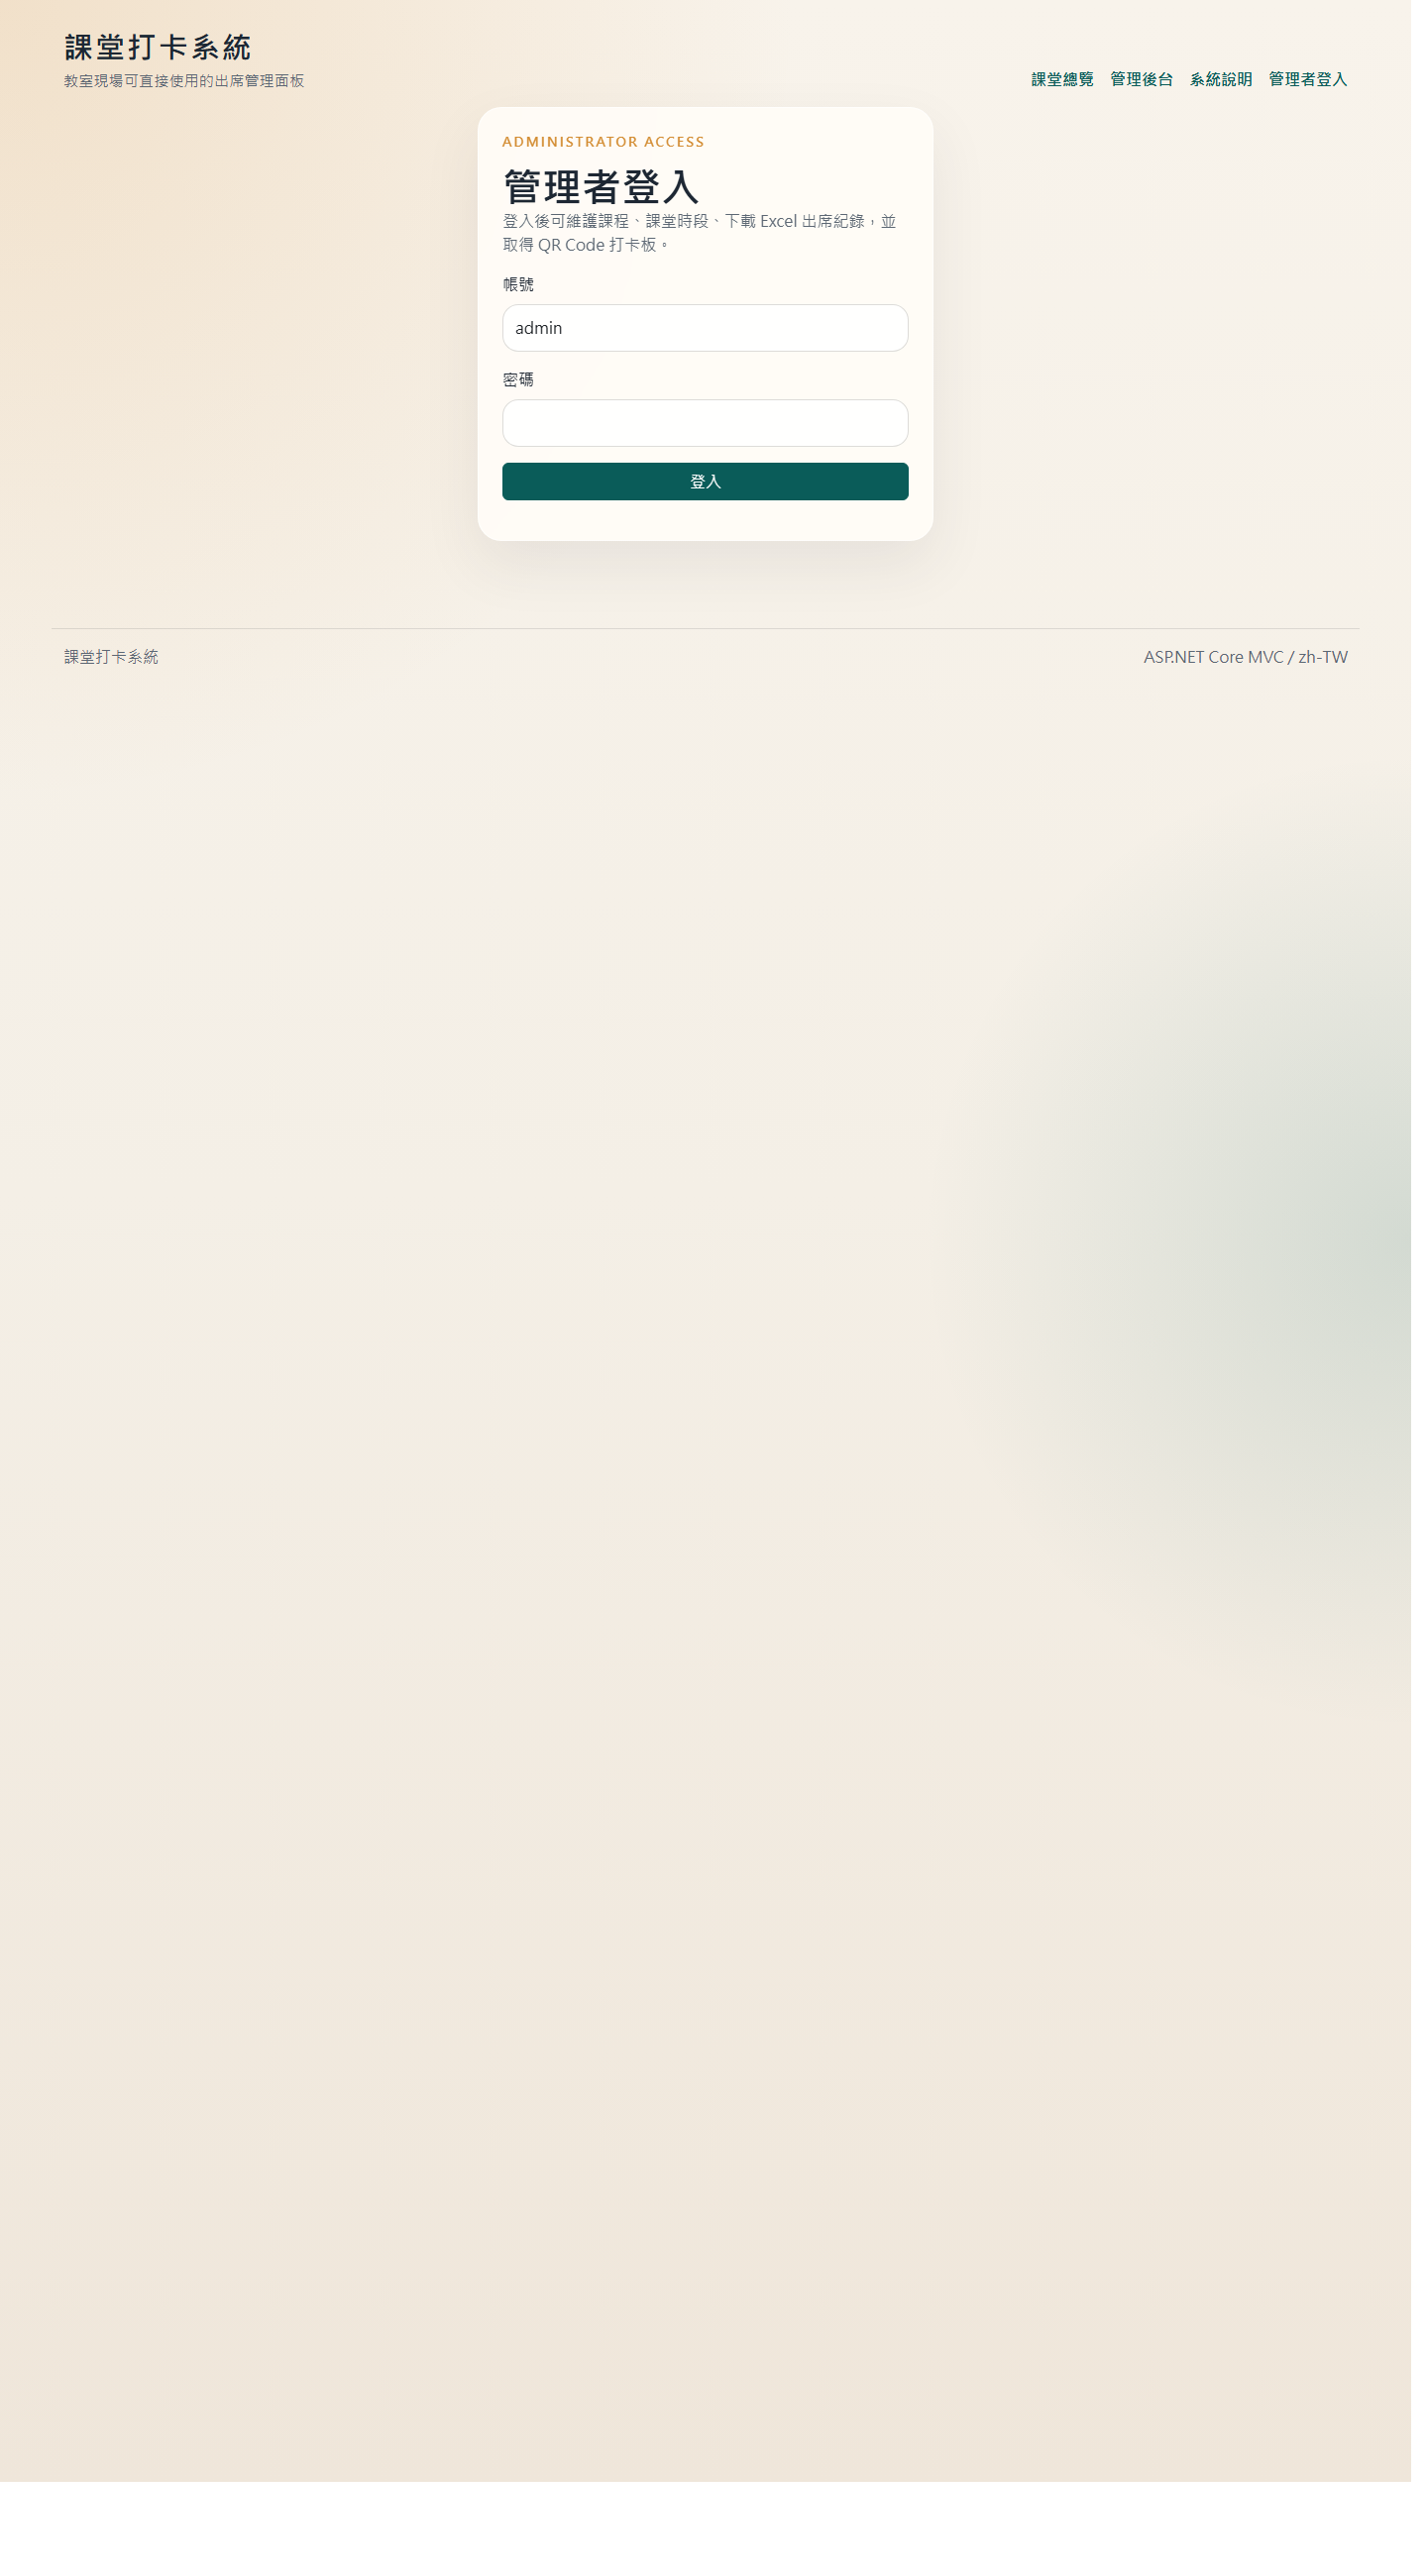 課堂打卡系統
教室現場可直接使用的出席管理面板
課堂總覽 管理後台 系統說明 管理者登入
ADMINISTRATOR ACCESS
管理者登入
登入後可維護課程、課堂時段、下載 Excel 出席紀錄，並
取得 QR Code 打卡板。
帳號
admin
密碼
登入
課堂打卡系統
ASP.NET Core MVC / zh-TW